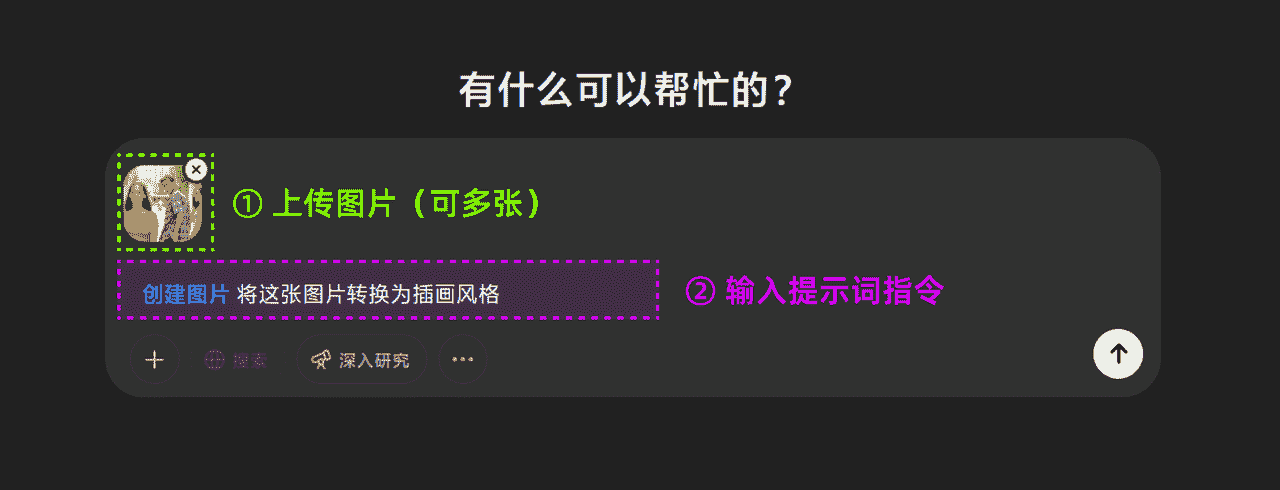 有什么可以帮忙的？
① 上传图片（可多张）
创建图片 将这张图片转换为插画风格
② 输入提示词指令
搜索 深入研究